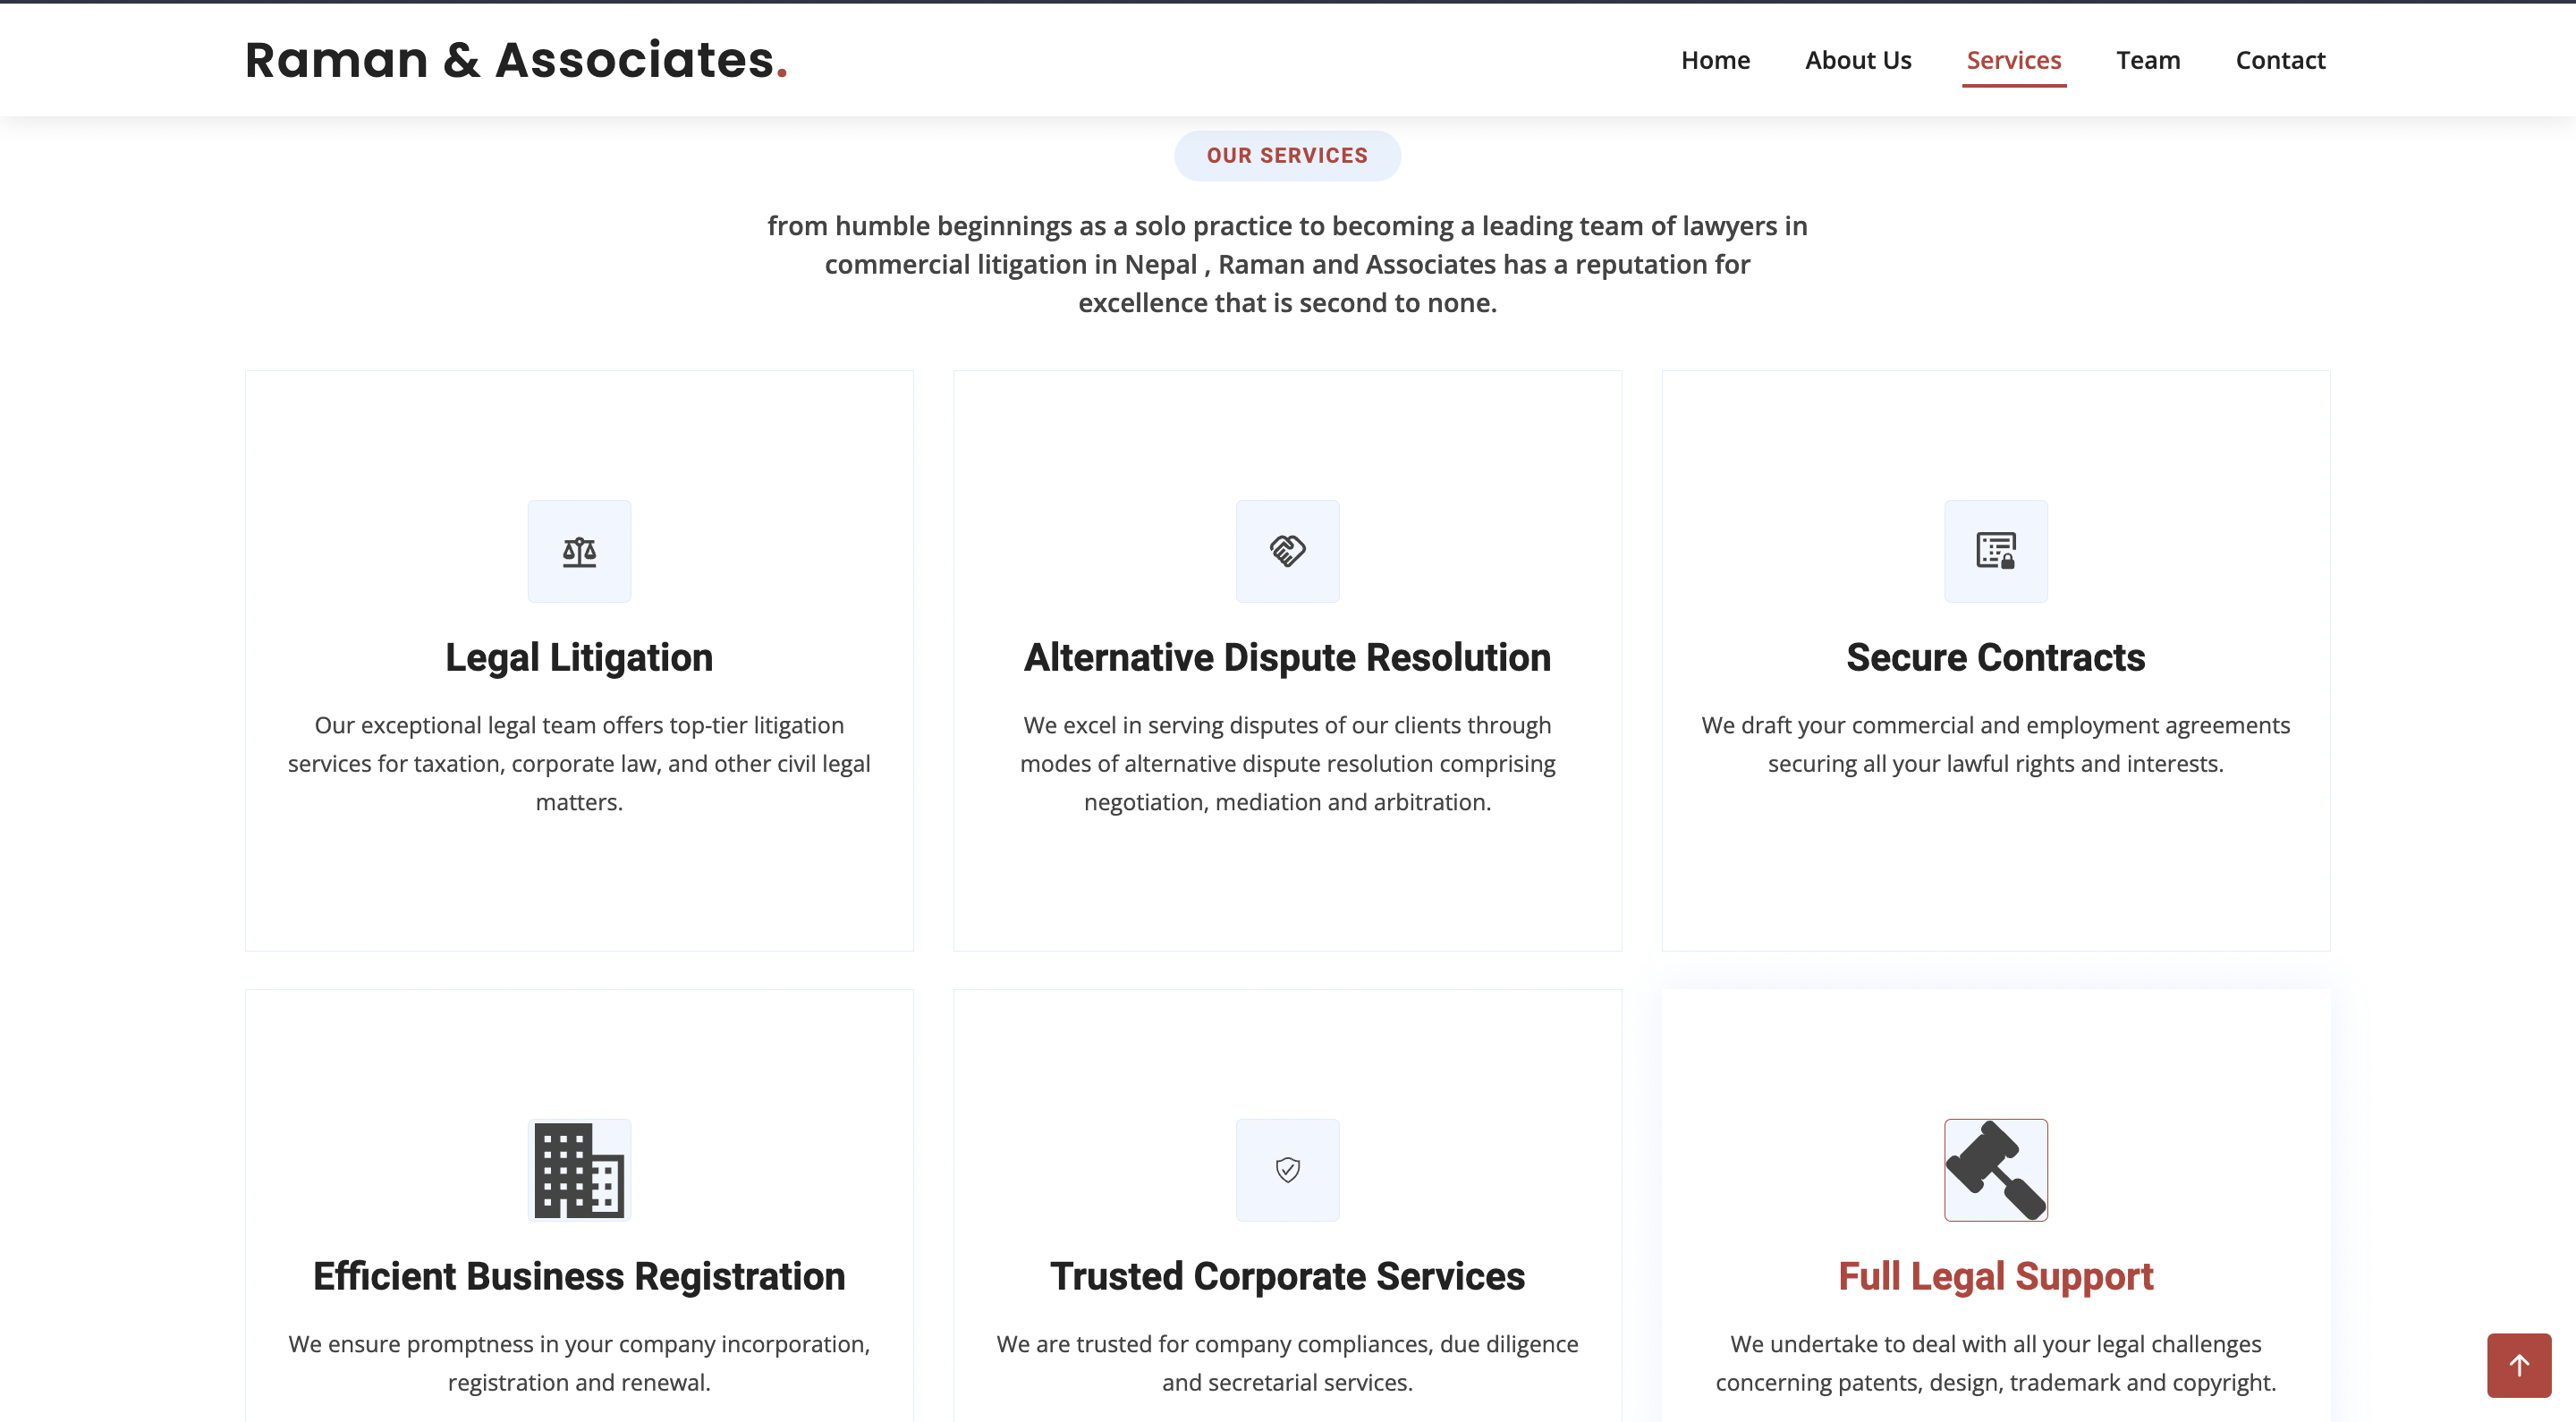 Raman & Associates.
Home About Us Services Team Contact
OUR SERVICES
from humble beginnings as a solo practice to becoming a leading team of lawyers in
commercial litigation in Nepal , Raman and Associates has a reputation for
excellence that is second to none.
Legal Litigation
Our exceptional legal team offers top-tier litigation
services for taxation, corporate law, and other civil legal
matters.
Alternative Dispute Resolution
We excel in serving disputes of our clients through
modes of alternative dispute resolution comprising
negotiation, mediation and arbitration.
Secure Contracts
We draft your commercial and employment agreements
securing all your lawful rights and interests.
Efficient Business Registration
We ensure promptness in your company incorporation,
registration and renewal.
Trusted Corporate Services
We are trusted for company compliances, due diligence
and secretarial services.
Full Legal Support
We undertake to deal with all your legal challenges
concerning patents, design, trademark and copyright.